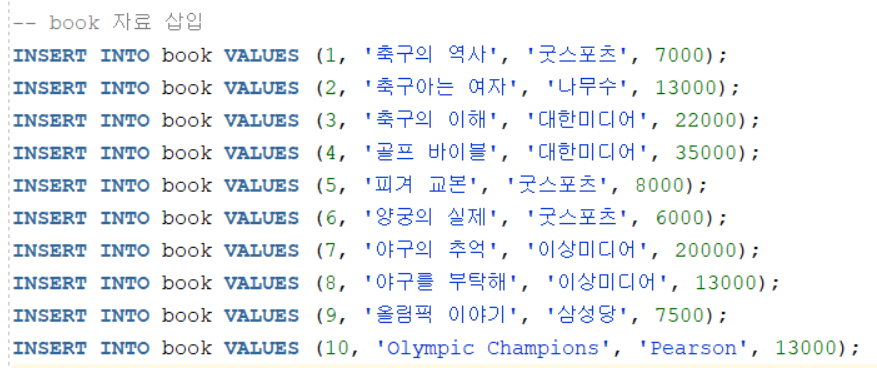 -- book 자료 삽입
INSERT INTO book VALUES (1, '축구의 역사', '굿스포츠', 7000);
INSERT INTO book VALUES (2, '축구아는 여자', '나무수', 13000);
INSERT INTO book VALUES (3, '축구의 이해', '대한미디어', 22000);
INSERT INTO book VALUES (4, '골프 바이블', '대한미디어', 35000);
INSERT INTO book VALUES (5, '피겨 교본', '굿스포츠', 8000);
INSERT INTO book VALUES (6, '양궁의 실제', '굿스포츠', 6000);
INSERT INTO book VALUES (7, '야구의 추억', '이상미디어', 20000);
INSERT INTO book VALUES (8, '야구를 부탁해', '이상미디어', 13000);
INSERT INTO book VALUES (9, '올림픽 이야기', '삼성당', 7500);
INSERT INTO book VALUES (10, 'Olympic Champions', 'Pearson', 13000);